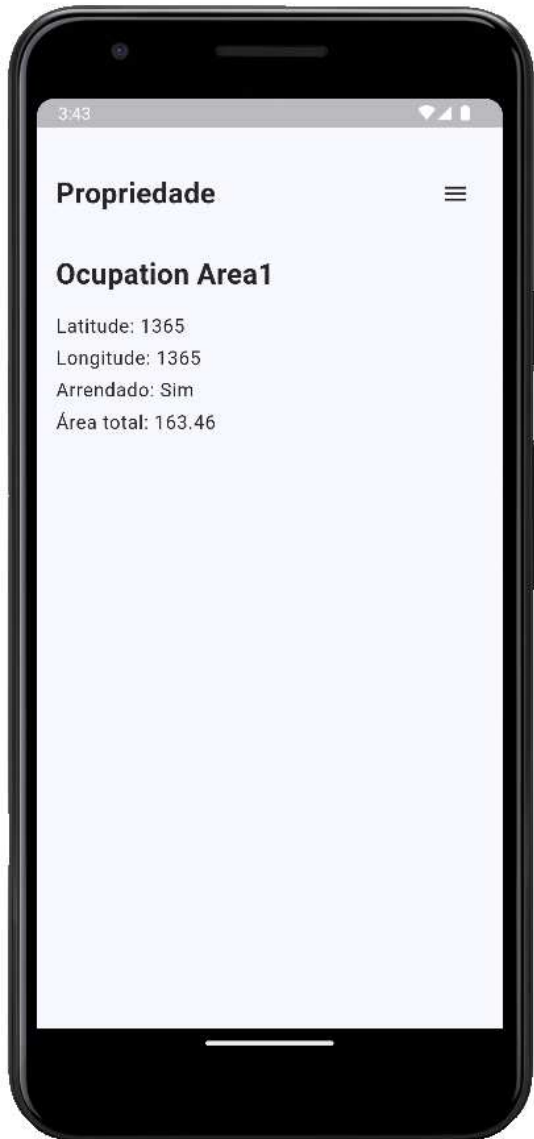 3:43
Propriedade
Ocupation Area1
Latitude: 1365
Longitude: 1365
Arrendado: Sim
Área total: 163.46